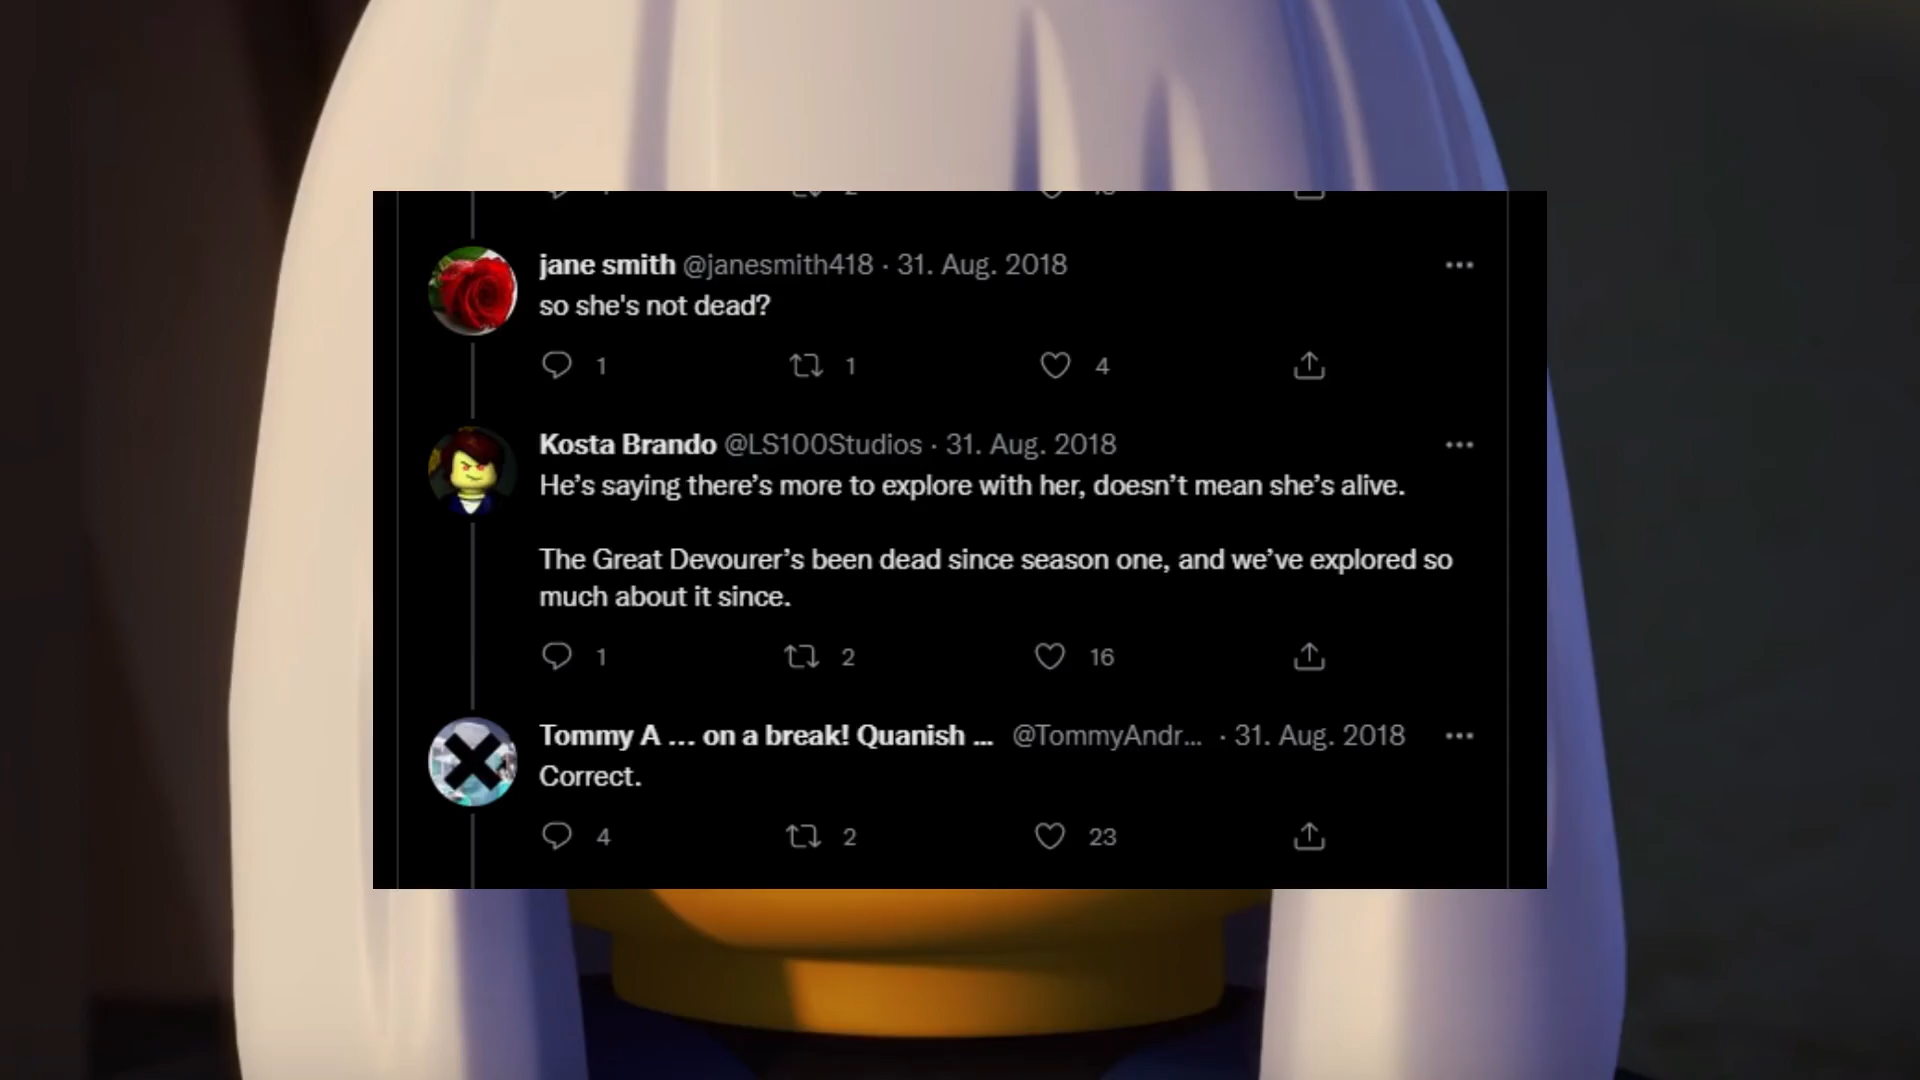 jane smith @janesmith418 · 31. Aug. 2018
so she's not dead?
1 1 4
Kosta Brando @LS100Studios · 31. Aug. 2018
He’s saying there’s more to explore with her, doesn’t mean she’s alive.
The Great Devourer’s been dead since season one, and we’ve explored so
much about it since.
1 2 16
Tommy A ... on a break! Quanish ... @TommyAndr... · 31. Aug. 2018
Correct.
4 2 23